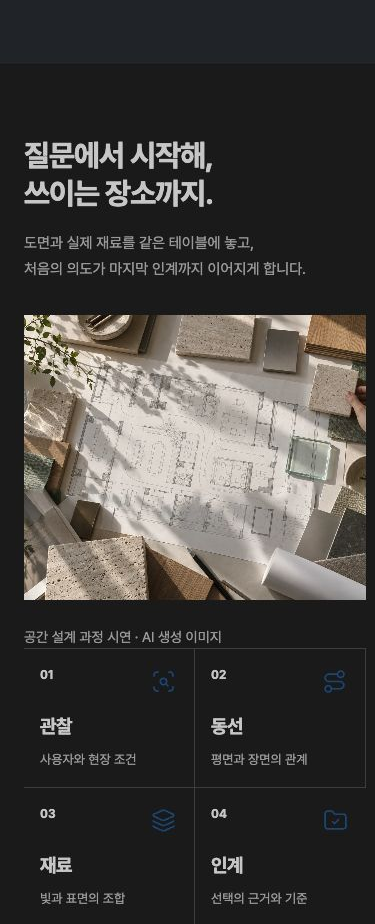 질문에서 시작해,
쓰이는 장소까지.
도면과 실제 재료를 같은 테이블에 놓고,
처음의 의도가 마지막 인계까지 이어지게 합니다.
공간 설계 과정 시연 · AI 생성 이미지
01
관찰
사용자와 현장 조건
02
동선
평면과 장면의 관계
03
재료
빛과 표면의 조합
04
인계
선택의 근거와 기준